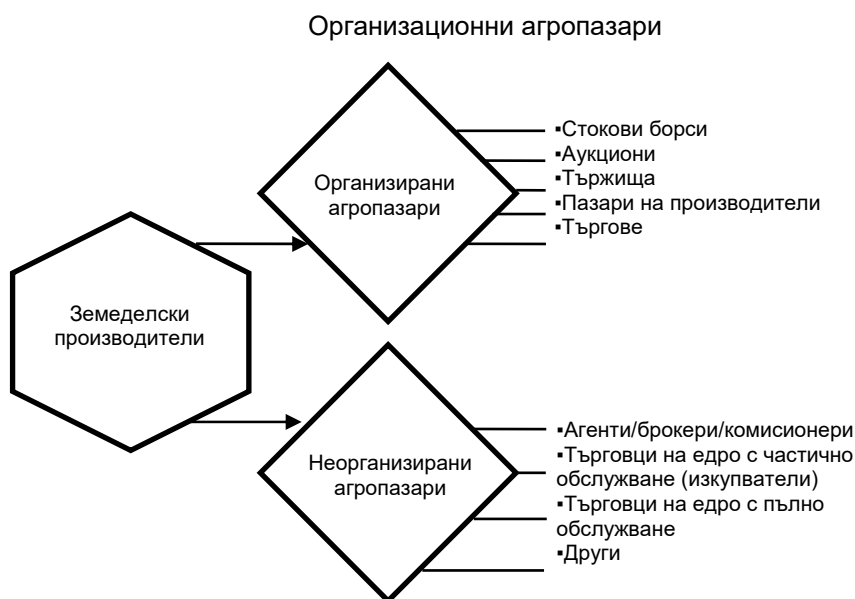 Организационни агропазари
Организирани
агропазари
▪Стокови борси
▪Аукциони
▪Тържища
▪Пазари на производители
▪Търгове
Земеделски
производители
Неорганизирани
агропазари
▪Агенти/брокери/комисионери
▪Търговци на едро с частично
обслужване (изкупватели)
▪Търговци на едро с пълно
обслужване
▪Други